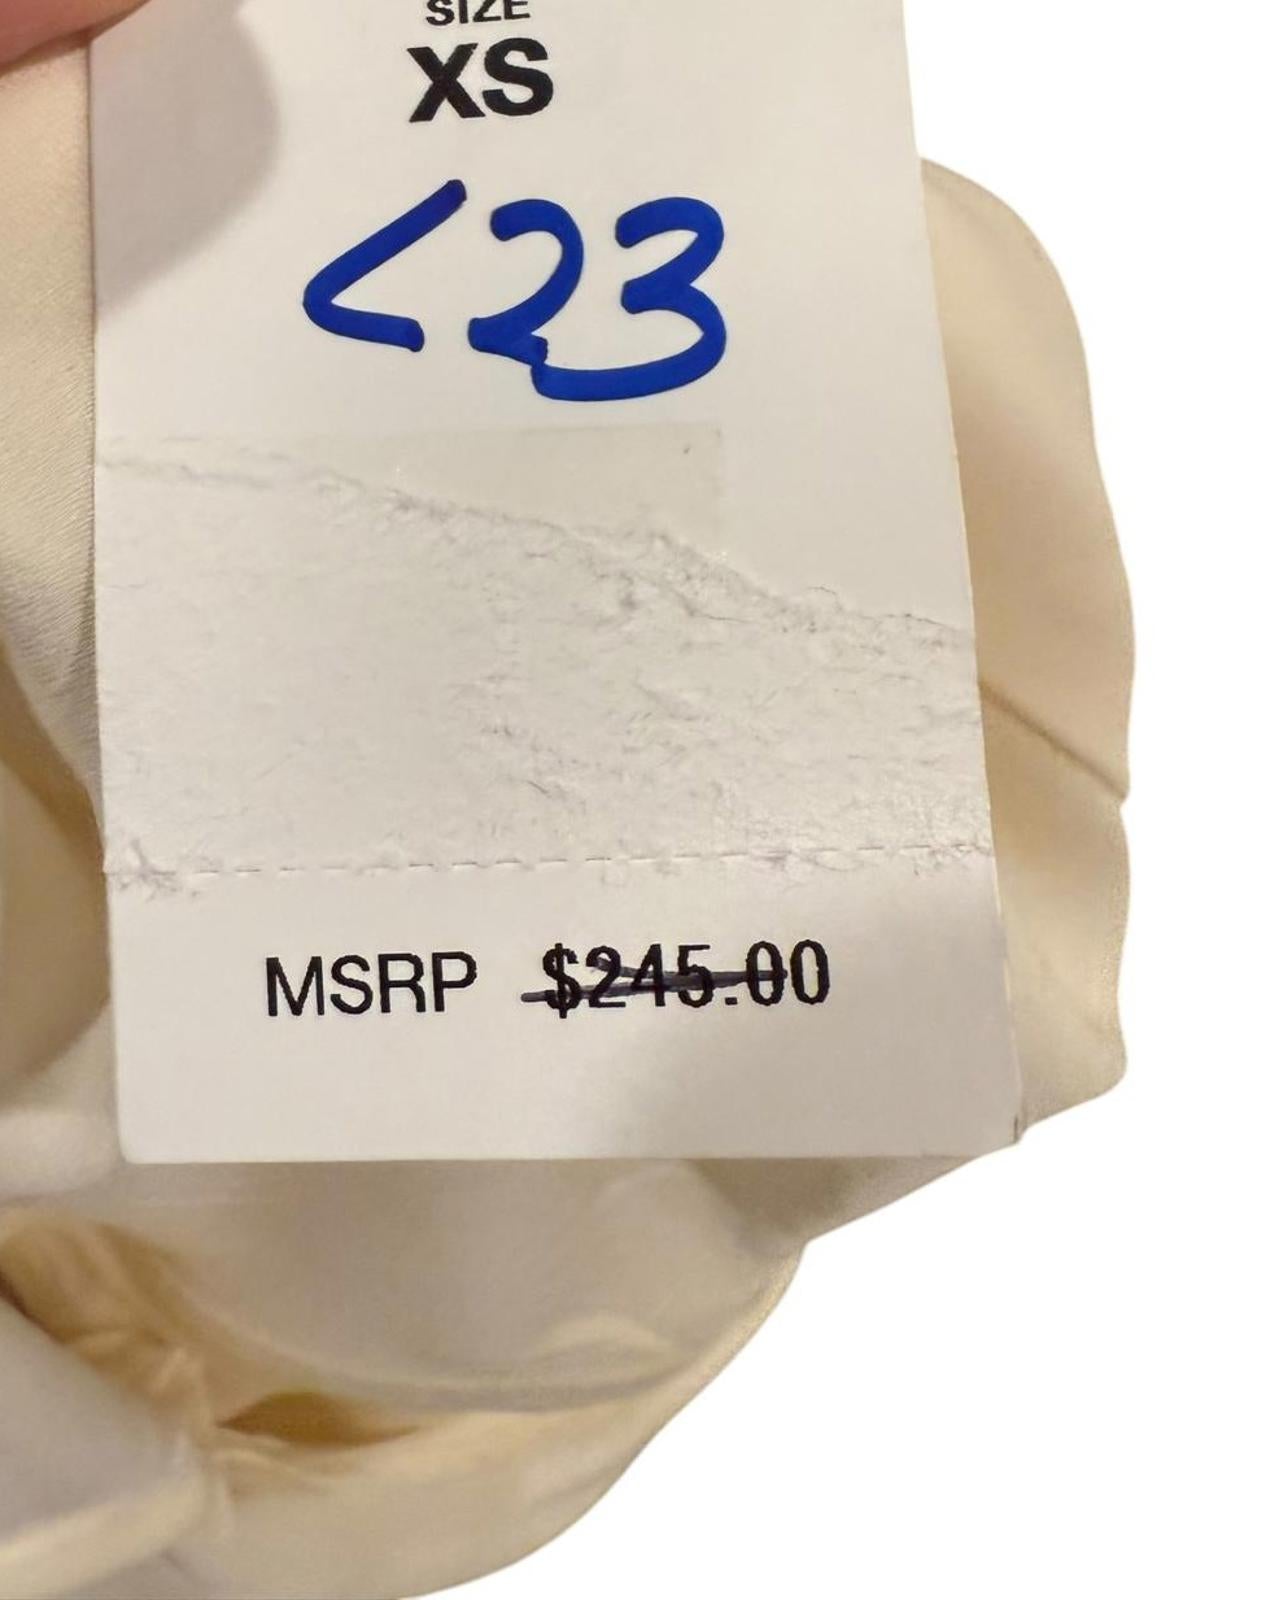 SIZE
XS
<23
MSRP $245.00